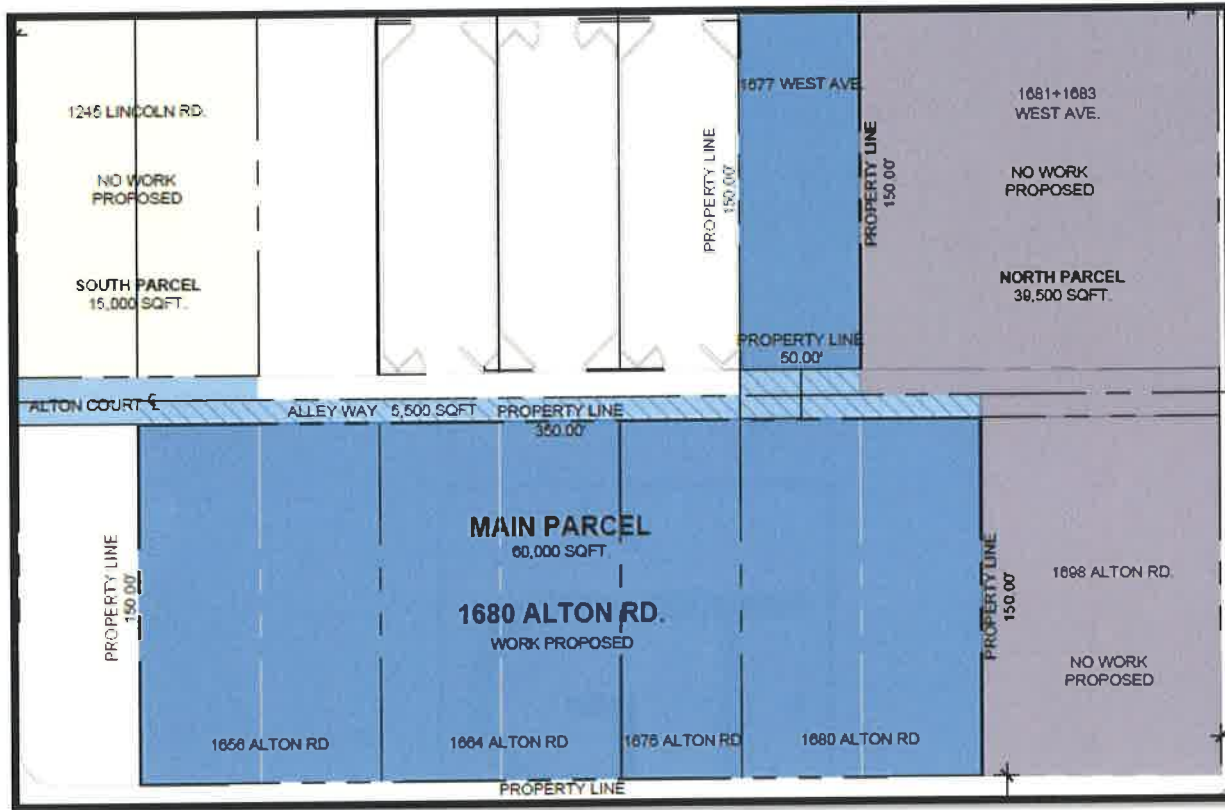 1245 LINCOLN RD.
NO WORK
PROPOSED
SOUTH PARCEL
15,000 SQFT.
PROPERTY LINE
150.00'
1677 WEST AVE.
PROPERTY LINE
150.00'
1681+1683
WEST AVE.
NO WORK
PROPOSED
NORTH PARCEL
39,500 SQFT.
PROPERTY LINE
50.00'
ALTON COURT ℄
ALLEY WAY 5,500 SQFT
PROPERTY LINE
350.00'
PROPERTY LINE
150.00'
MAIN PARCEL
60,000 SQFT.
1680 ALTON RD.
WORK PROPOSED
PROPERTY LINE
150.00'
1698 ALTON RD.
NO WORK
PROPOSED
1656 ALTON RD
1664 ALTON RD
1676 ALTON RD
1680 ALTON RD
PROPERTY LINE